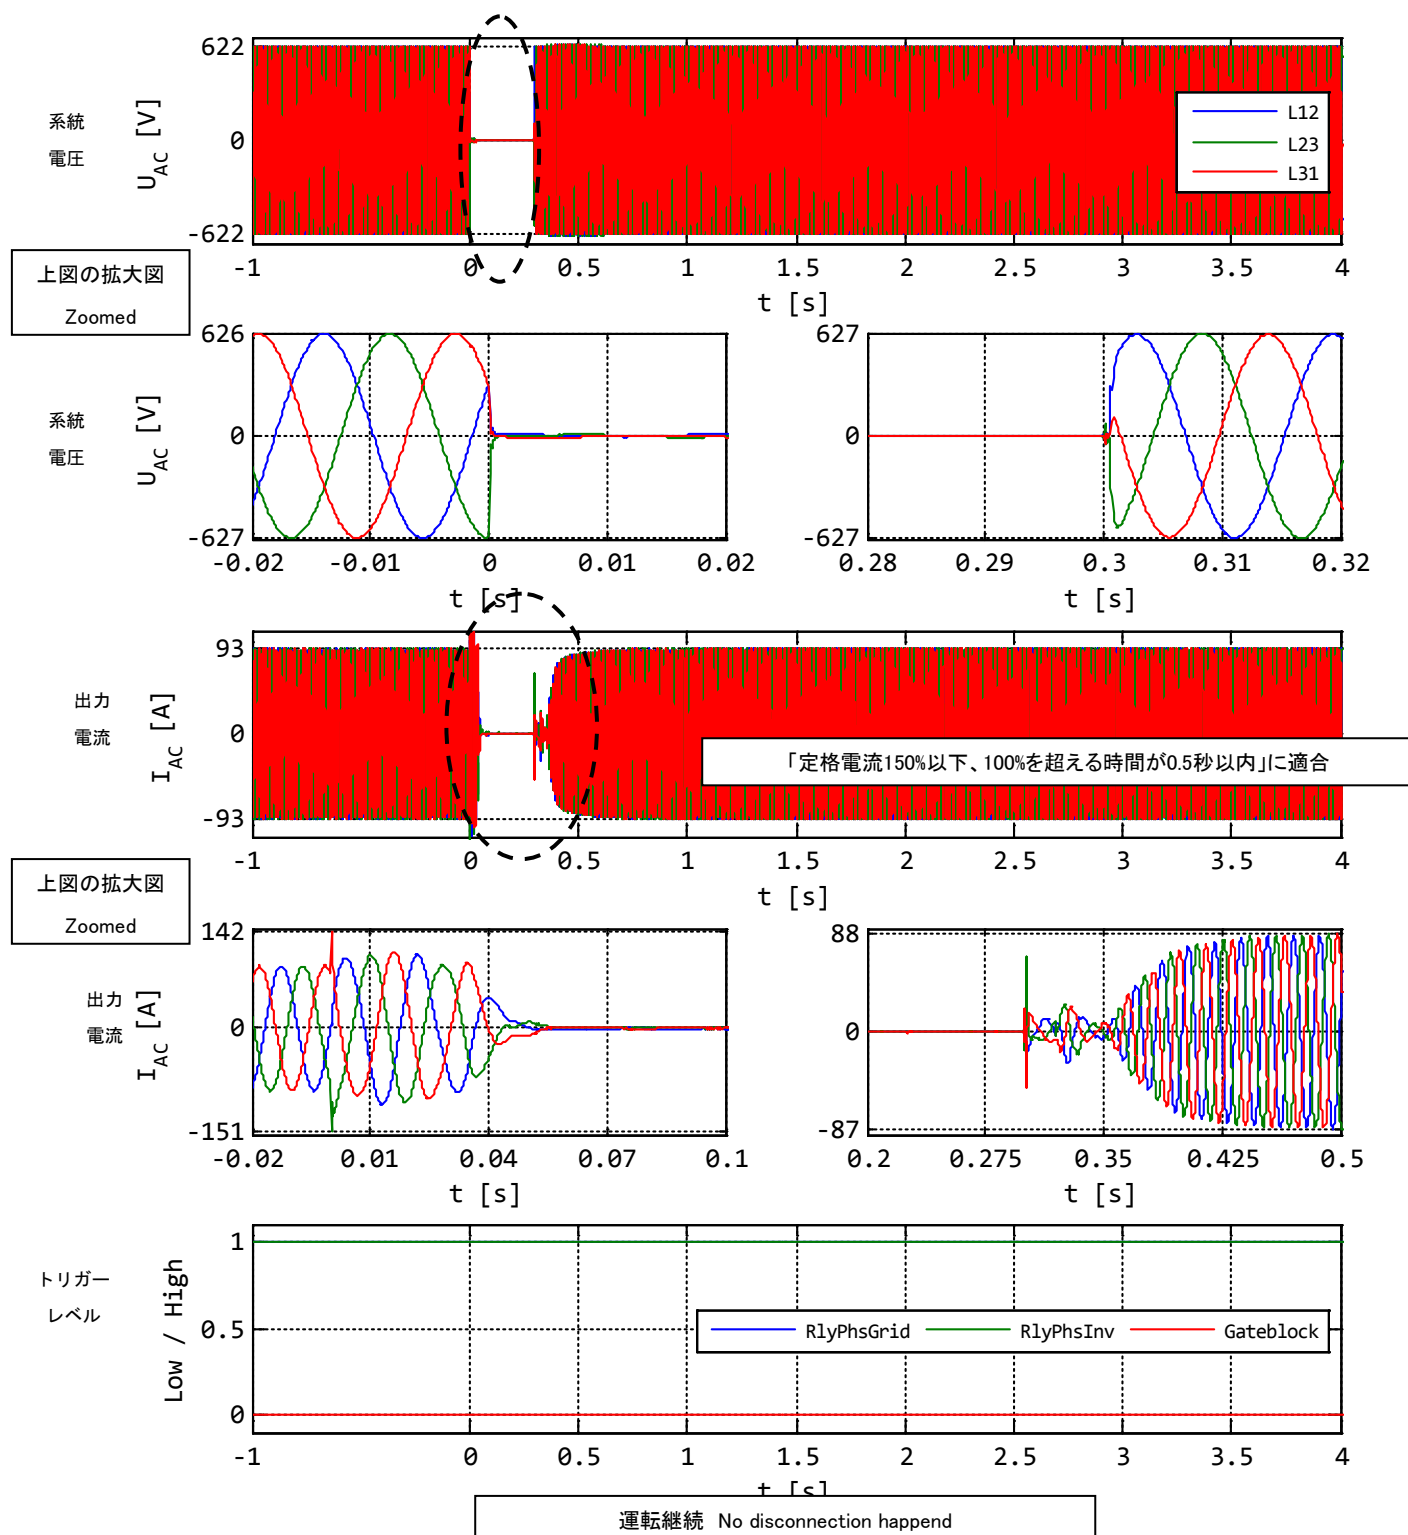 622
0
-622
系統
電圧
U_AC [V]
L12
L23
L31
-1 0 0.5 1 1.5 2 2.5 3 3.5 4
t [s]
上図の拡大図
Zoomed
626
0
-627
系統
電圧
U_AC [V]
-0.02 -0.01 0 0.01 0.02
t [s]
627
0
-627
0.28 0.29 0.3 0.31 0.32
t [s]
93
0
-93
出力
電流
I_AC [A]
「定格電流150%以下、100%を超える時間が0.5秒以内」に適合
-1 0 0.5 1 1.5 2 2.5 3 3.5 4
t [s]
上図の拡大図
Zoomed
142
0
-151
出力
電流
I_AC [A]
-0.02 0.01 0.04 0.07 0.1
t [s]
88
0
-87
0.2 0.275 0.35 0.425 0.5
t [s]
1
0.5
0
トリガー
レベル
Low / High
RlyPhsGrid RlyPhsInv Gateblock
-1 0 0.5 1 1.5 2 2.5 3 3.5 4
t [s]
運転継続 No disconnection happend